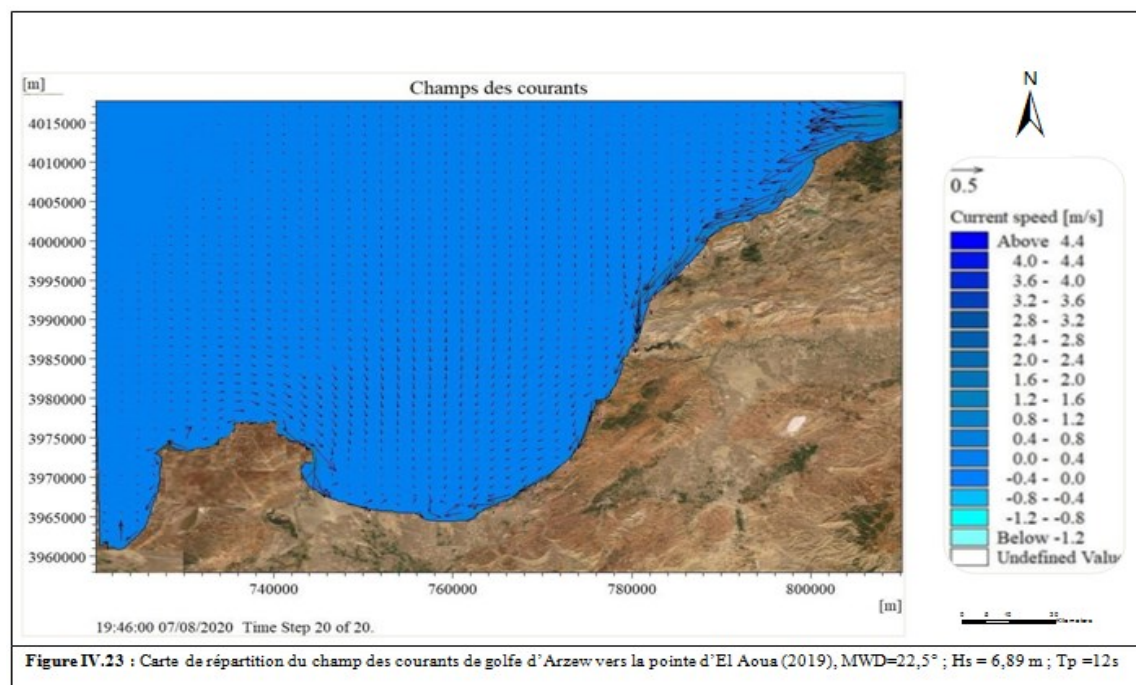 [m]
Champs des courants
4015000
4010000
4005000
4000000
3995000
3990000
3985000
3980000
3975000
3970000
3965000
3960000
740000 760000 780000 800000
[m]
19:46:00 07/08/2020 Time Step 20 of 20.
N
0.5
Current speed [m/s]
Above 4.4
4.0 - 4.4
3.6 - 4.0
3.2 - 3.6
2.8 - 3.2
2.4 - 2.8
2.0 - 2.4
1.6 - 2.0
1.2 - 1.6
0.8 - 1.2
0.4 - 0.8
0.0 - 0.4
-0.4 - 0.0
-0.8 - -0.4
-1.2 - -0.8
Below -1.2
Undefined Valu
Figure IV.23 : Carte de répartition du champ des courants de golfe d'Arzew vers la pointe d'El Aoua (2019), MWD=22,5° ; Hs = 6,89 m ; Tp =12s